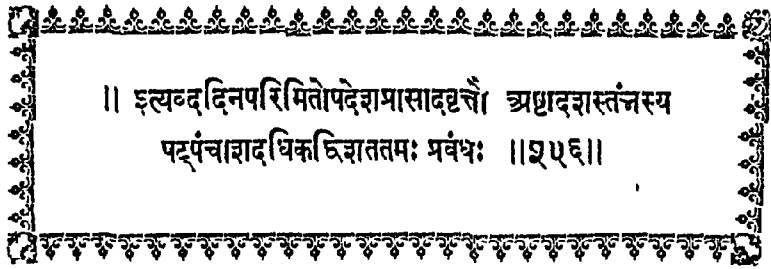 ॥ इत्यब्ददिनपरिमितोपदेशप्रासादवृत्तौ अष्टादशस्तंभस्य
षट्पंचाशदधिकद्विशततमः प्रबंधः ॥२५६॥